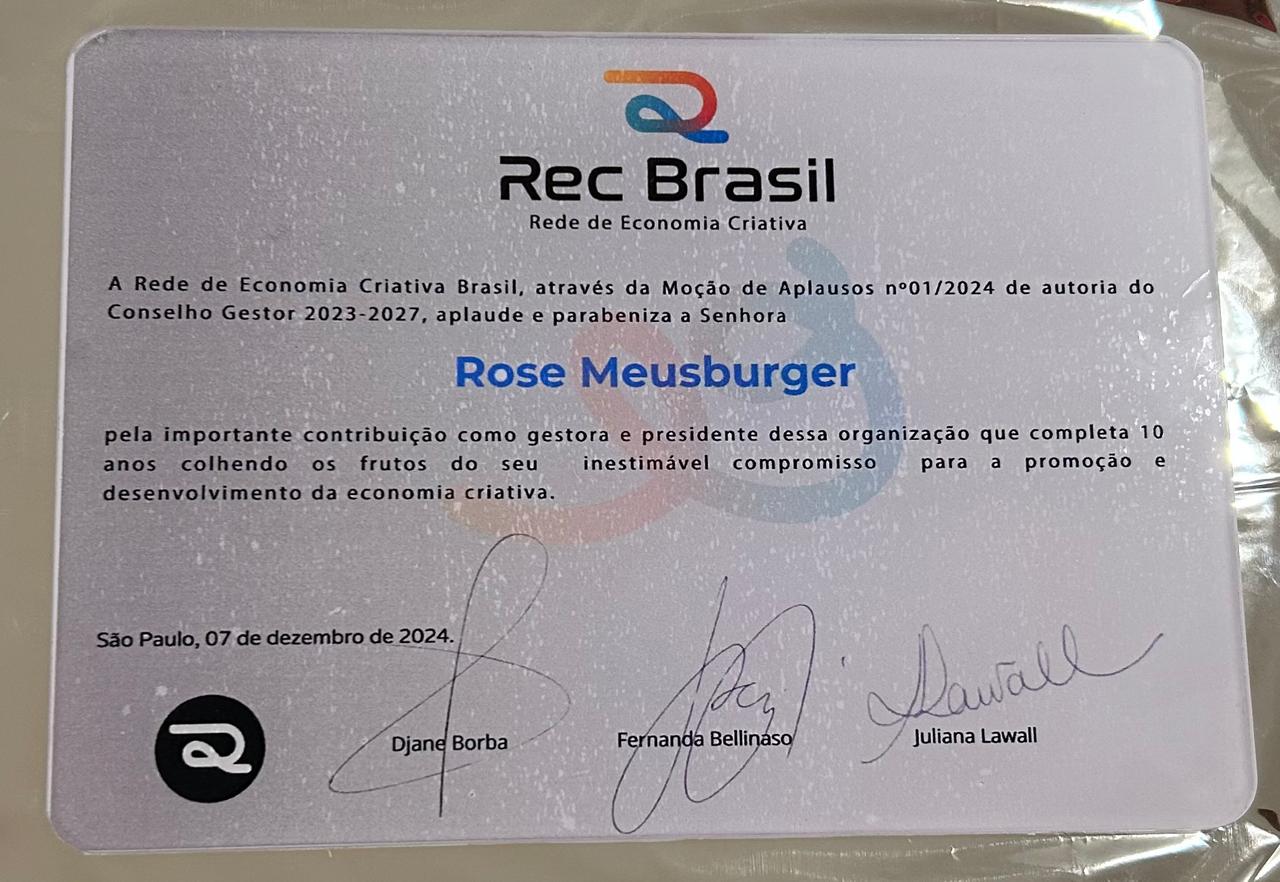 Rec Brasil
Rede de Economia Criativa
A Rede de Economia Criativa Brasil, através da Moção de Aplausos nº01/2024 de autoria do
Conselho Gestor 2023-2027, aplaude e parabeniza a Senhora
Rose Meusburger
pela importante contribuição como gestora e presidente dessa organização que completa 10
anos colhendo os frutos do seu inestimável compromisso para a promoção e
desenvolvimento da economia criativa.
São Paulo, 07 de dezembro de 2024.
Lawall
Djane Borba Fernanda Bellinaso Juliana Lawall